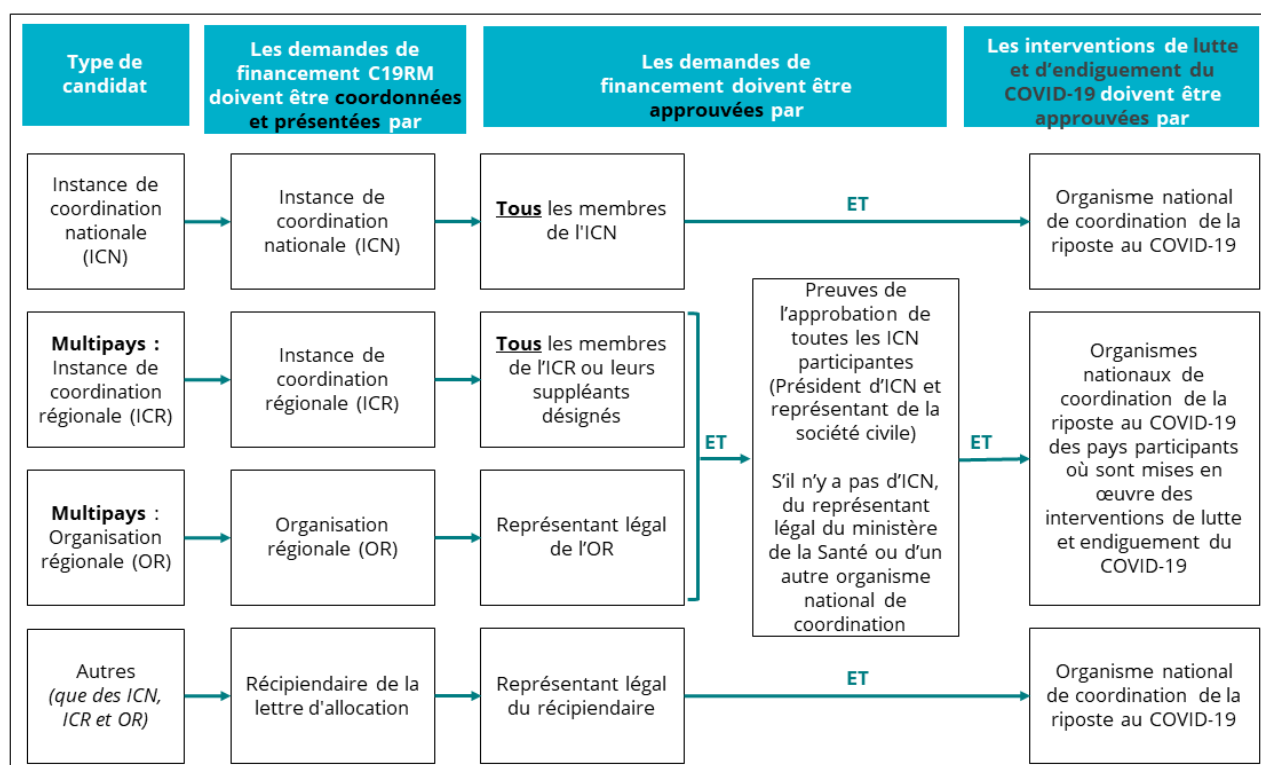 Type de
candidat
Les demandes de
financement C19RM
doivent être coordonnées
et présentées par
Les demandes de
financement doivent être
approuvées par
Les interventions de lutte
et d’endiguement du
COVID-19 doivent être
approuvées par
Instance de
coordination
nationale
(ICN)
Instance de
coordination
nationale (ICN)
Tous les membres
de l'ICN
ET
Organisme national
de coordination de la
riposte au COVID-19
Multipays :
Instance de
coordination
régionale (ICR)
Instance de
coordination
régionale (ICR)
Tous les membres
de l’ICR ou leurs
suppléants
désignés
Multipays :
Organisation
régionale (OR)
Organisation
régionale (OR)
Représentant légal
de l’OR
ET
Preuves de
l’approbation de
toutes les ICN
participantes
(Président d’ICN et
représentant de la
société civile)
S’il n’y a pas d’ICN,
du représentant
légal du ministère
de la Santé ou d’un
autre organisme
national de
coordination
ET
Organismes
nationaux de
coordination de la
riposte au COVID-19
des pays participants
où sont mises en
œuvre des
interventions de lutte
et endiguement du
COVID-19
Autres
(que des ICN,
ICR et OR)
Récipiendaire de la
lettre d'allocation
Représentant légal
du récipiendaire
ET
Organisme national
de coordination de la
riposte au COVID-19